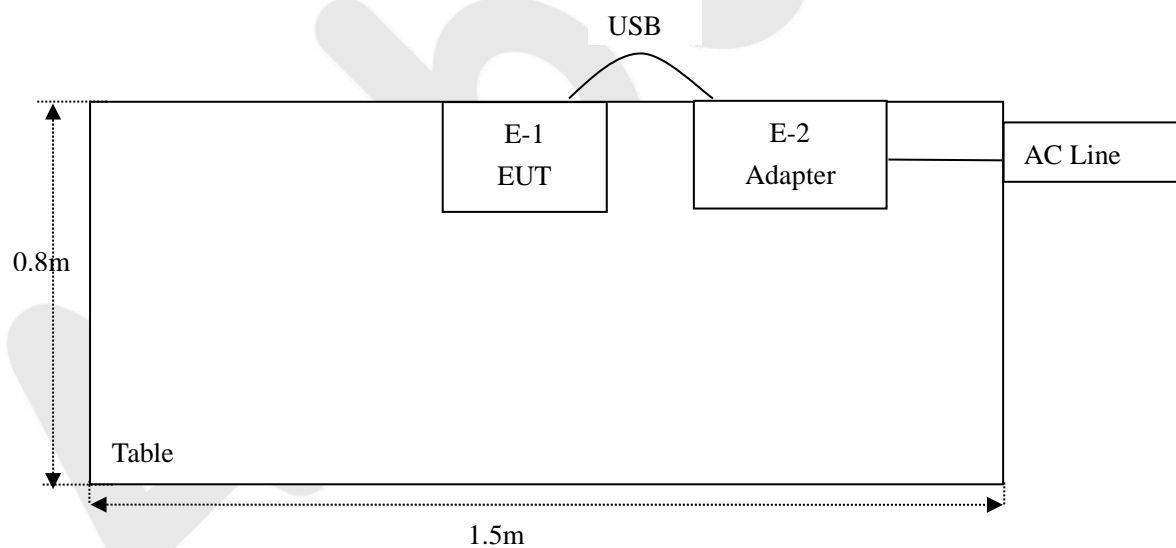 USB
E-1
EUT
E-2
Adapter
AC Line
0.8m
Table
1.5m